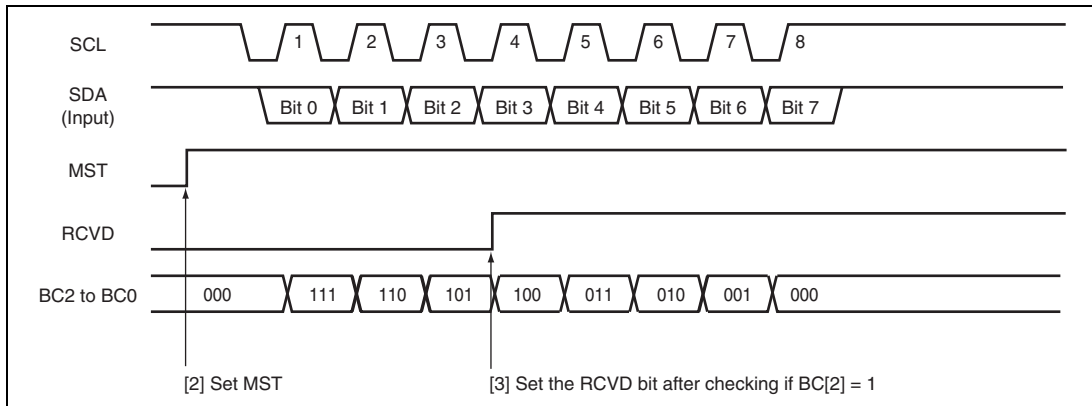 SCL 1 2 3 4 5 6 7 8
SDA
(Input)
Bit 0 Bit 1 Bit 2 Bit 3 Bit 4 Bit 5 Bit 6 Bit 7
MST
RCVD
BC2 to BC0 000 111 110 101 100 011 010 001 000
[2] Set MST [3] Set the RCVD bit after checking if BC[2] = 1